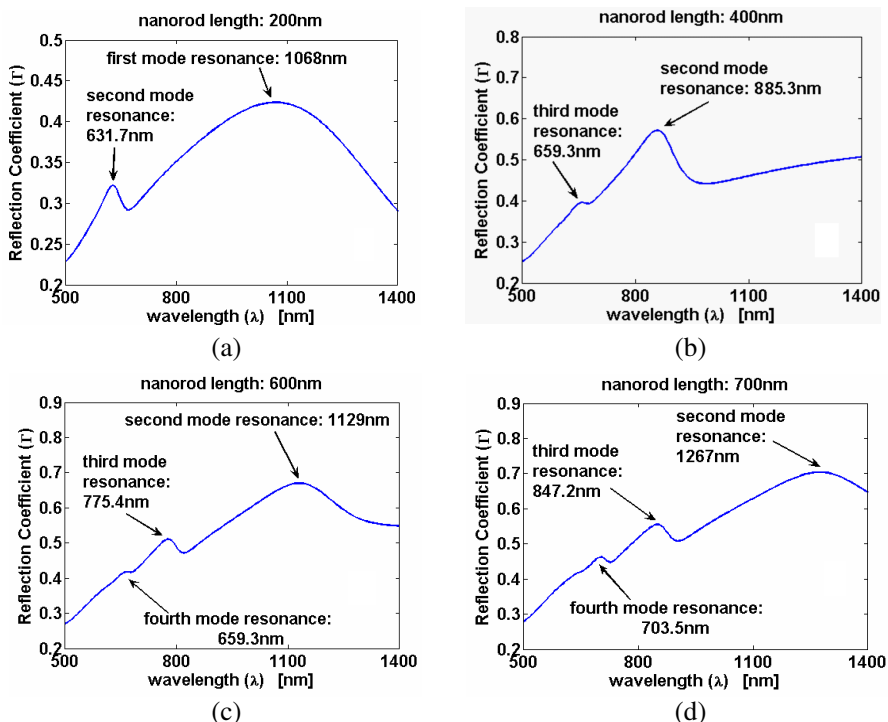 nanorod length: 200nm
0.5
0.45
0.4
0.35
0.3
0.25
0.2
Reflection Coefficient (Γ)
first mode resonance: 1068nm
second mode
resonance:
631.7nm
500
800
1100
1400
wavelength (λ) [nm]
(a)
nanorod length: 400nm
0.8
0.7
0.6
0.5
0.4
0.3
0.2
Reflection Coefficient (Γ)
second mode
resonance: 885.3nm
third mode
resonance:
659.3nm
500
800
1100
1400
wavelength (λ) [nm]
(b)
nanorod length: 600nm
0.9
0.8
0.7
0.6
0.5
0.4
0.3
0.2
Reflection Coefficient (Γ)
second mode resonance: 1129nm
third mode
resonance:
775.4nm
fourth mode resonance:
659.3nm
500
800
1100
1400
wavelength (λ) [nm]
(c)
nanorod length: 700nm
0.9
0.8
0.7
0.6
0.5
0.4
0.3
0.2
Reflection Coefficient (Γ)
second mode
resonance:
1267nm
third mode
resonance:
847.2nm
fourth mode resonance:
703.5nm
500
800
1100
1400
wavelength (λ) [nm]
(d)